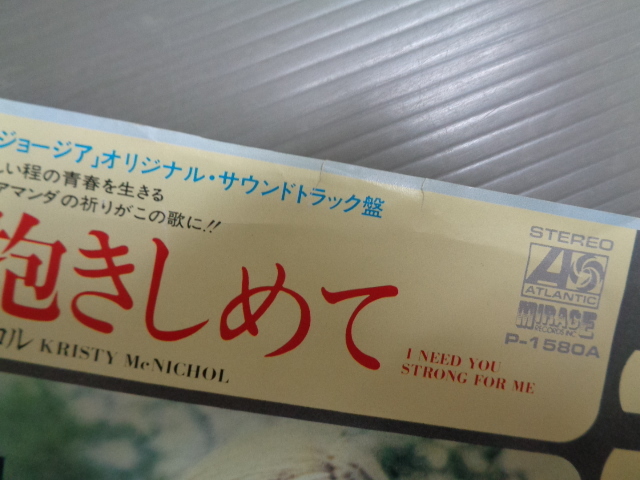 ジョージア」オリジナル・サウンドトラック盤
しい程の青春を生きる
アマンダの祈りがこの歌に!!
抱きしめて
コル KRISTY McNICHOL
I NEED YOU
STRONG FOR ME
STEREO
ATLANTIC
MIRAGE
RECORDS INC.
P-1580A